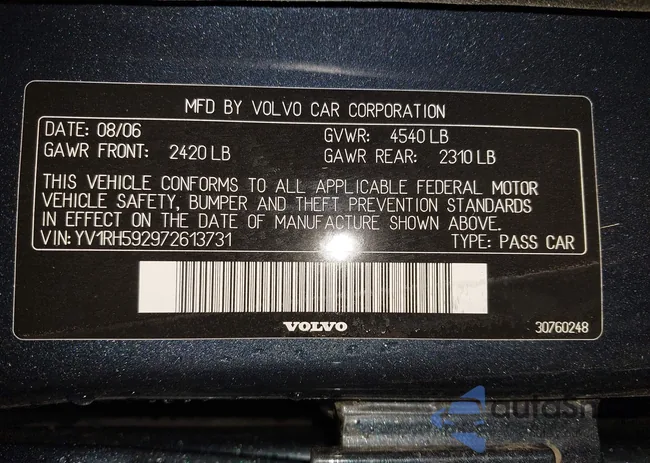 MFD BY VOLVO CAR CORPORATION
DATE: 08/06 GVWR: 4540 LB
GAWR FRONT: 2420 LB GAWR REAR: 2310 LB
THIS VEHICLE CONFORMS TO ALL APPLICABLE FEDERAL MOTOR
VEHICLE SAFETY, BUMPER AND THEFT PREVENTION STANDARDS
IN EFFECT ON THE DATE OF MANUFACTURE SHOWN ABOVE.
VIN: YV1RH592972613731 TYPE: PASS CAR
VOLVO 30760248